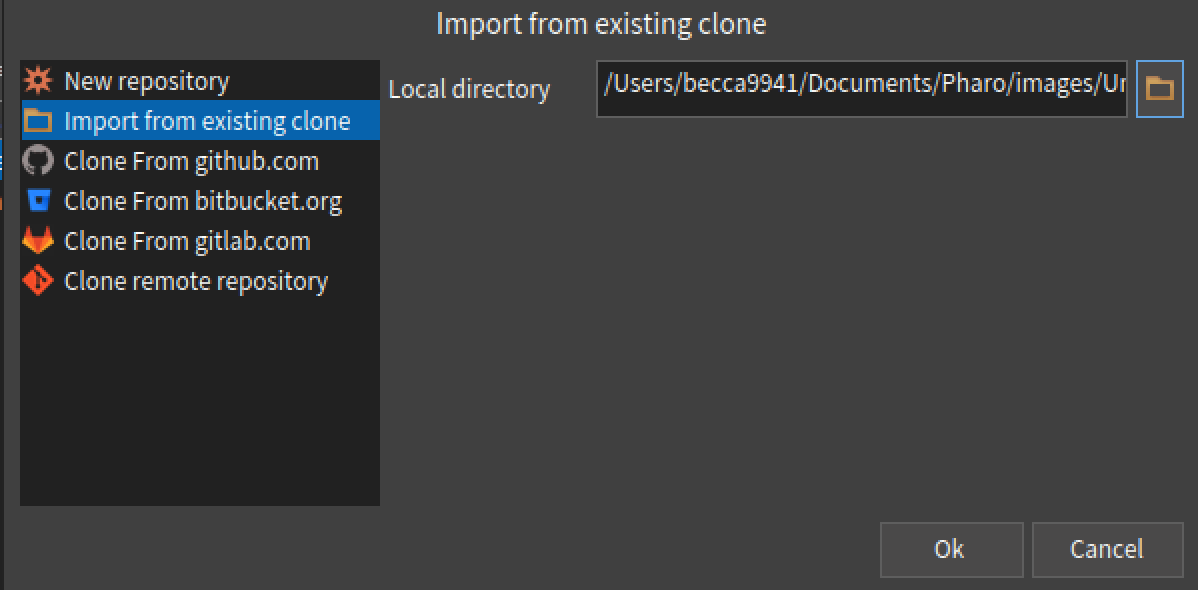 Import from existing clone
New repository
Import from existing clone
Clone From github.com
Clone From bitbucket.org
Clone From gitlab.com
Clone remote repository
Local directory
/Users/becca9941/Documents/Pharo/images/Ur
Ok
Cancel